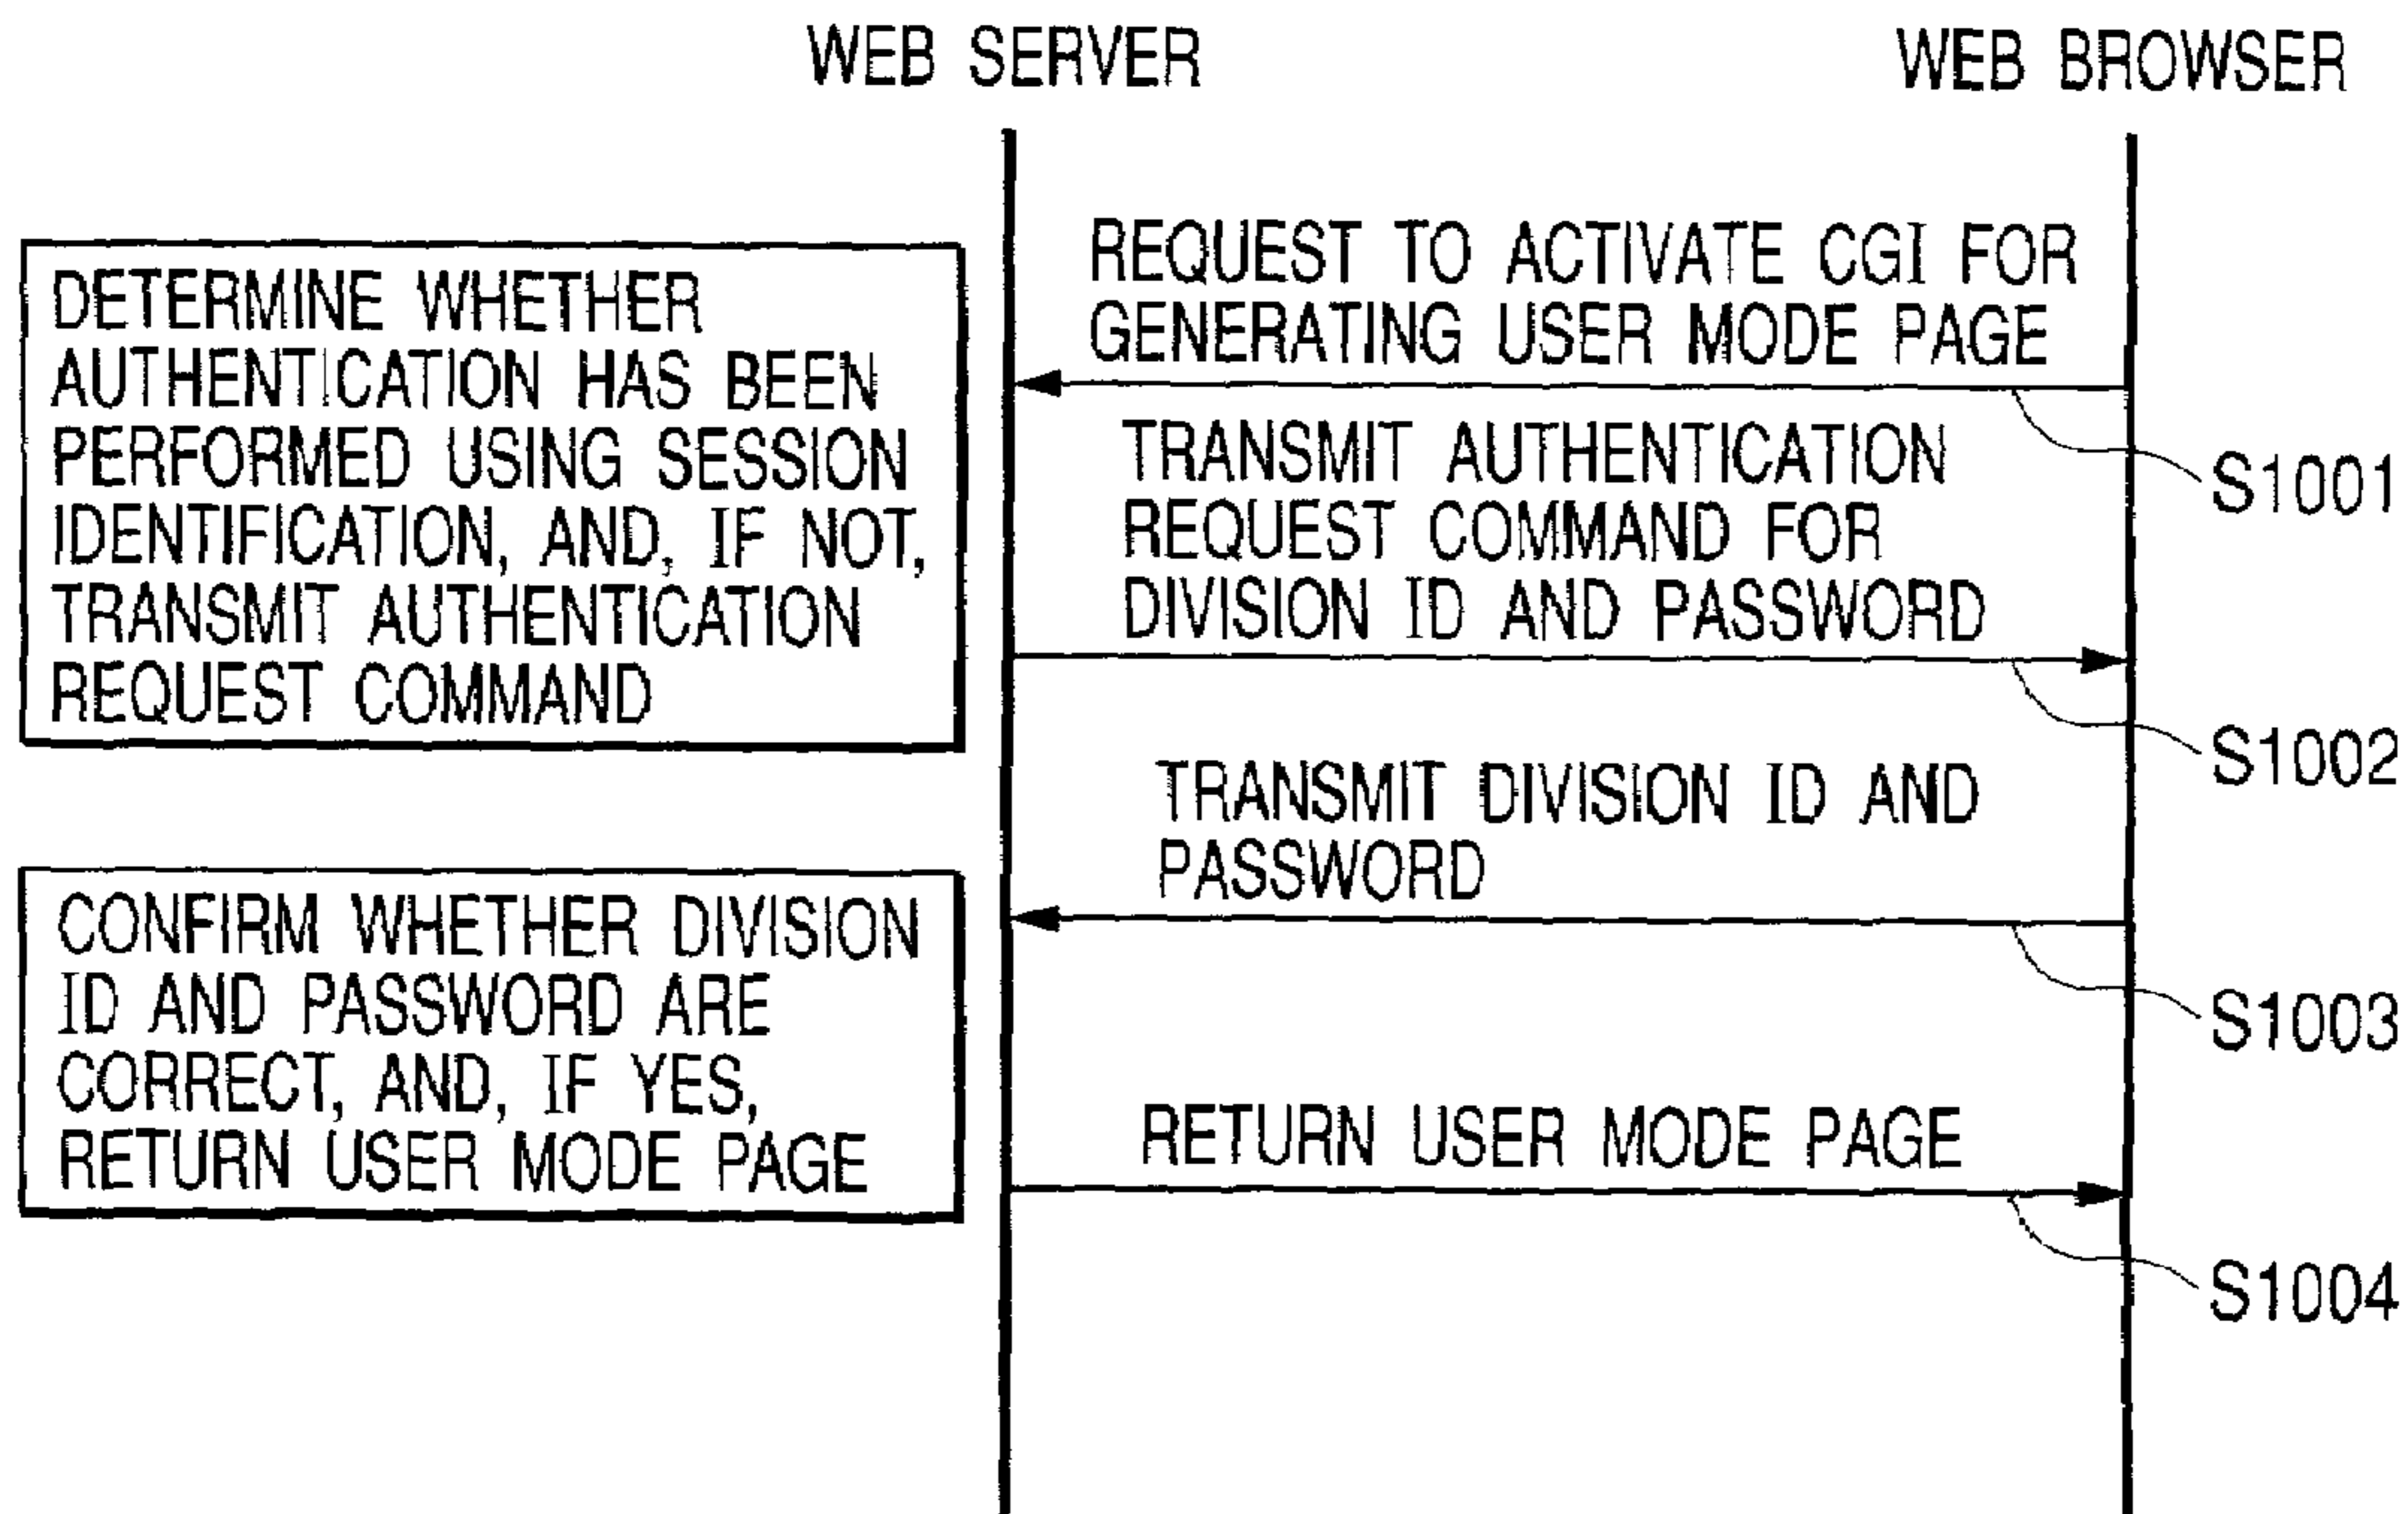 WEB SERVER
WEB BROWSER
DETERMINE WHETHER
AUTHENTICATION HAS BEEN
PERFORMED USING SESSION
IDENTIFICATION, AND, IF NOT,
TRANSMIT AUTHENTICATION
REQUEST COMMAND
REQUEST TO ACTIVATE CGI FOR
GENERATING USER MODE PAGE
S1001
TRANSMIT AUTHENTICATION
REQUEST COMMAND FOR
DIVISION ID AND PASSWORD
S1002
TRANSMIT DIVISION ID AND
PASSWORD
S1003
CONFIRM WHETHER DIVISION
ID AND PASSWORD ARE
CORRECT, AND, IF YES,
RETURN USER MODE PAGE
RETURN USER MODE PAGE
S1004